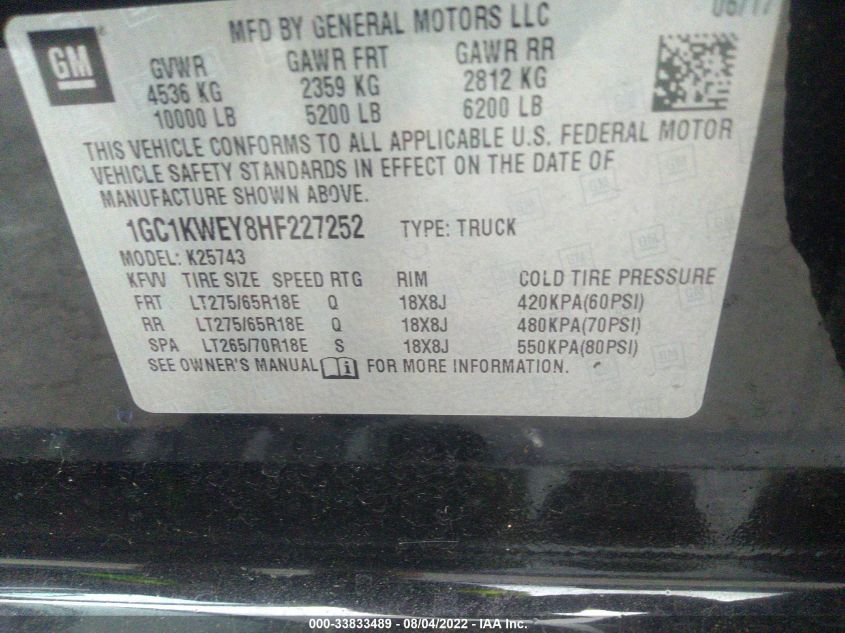 06/17
MFD BY GENERAL MOTORS LLC
GM
GVWR GAWR FRT GAWR RR
4536 KG 2359 KG 2812 KG
10000 LB 5200 LB 6200 LB
THIS VEHICLE CONFORMS TO ALL APPLICABLE U.S. FEDERAL MOTOR
VEHICLE SAFETY STANDARDS IN EFFECT ON THE DATE OF
MANUFACTURE SHOWN ABOVE.
1GC1KWEY8HF227252 TYPE: TRUCK
MODEL: K25743
KFW TIRE SIZE SPEED RTG RIM COLD TIRE PRESSURE
FRT LT275/65R18E Q 18X8J 420KPA(60PSI)
RR LT275/65R18E Q 18X8J 480KPA(70PSI)
SPA LT265/70R18E S 18X8J 550KPA(80PSI)
SEE OWNER'S MANUAL FOR MORE INFORMATION.
000-33833489 - 08/04/2022 - IAA Inc.